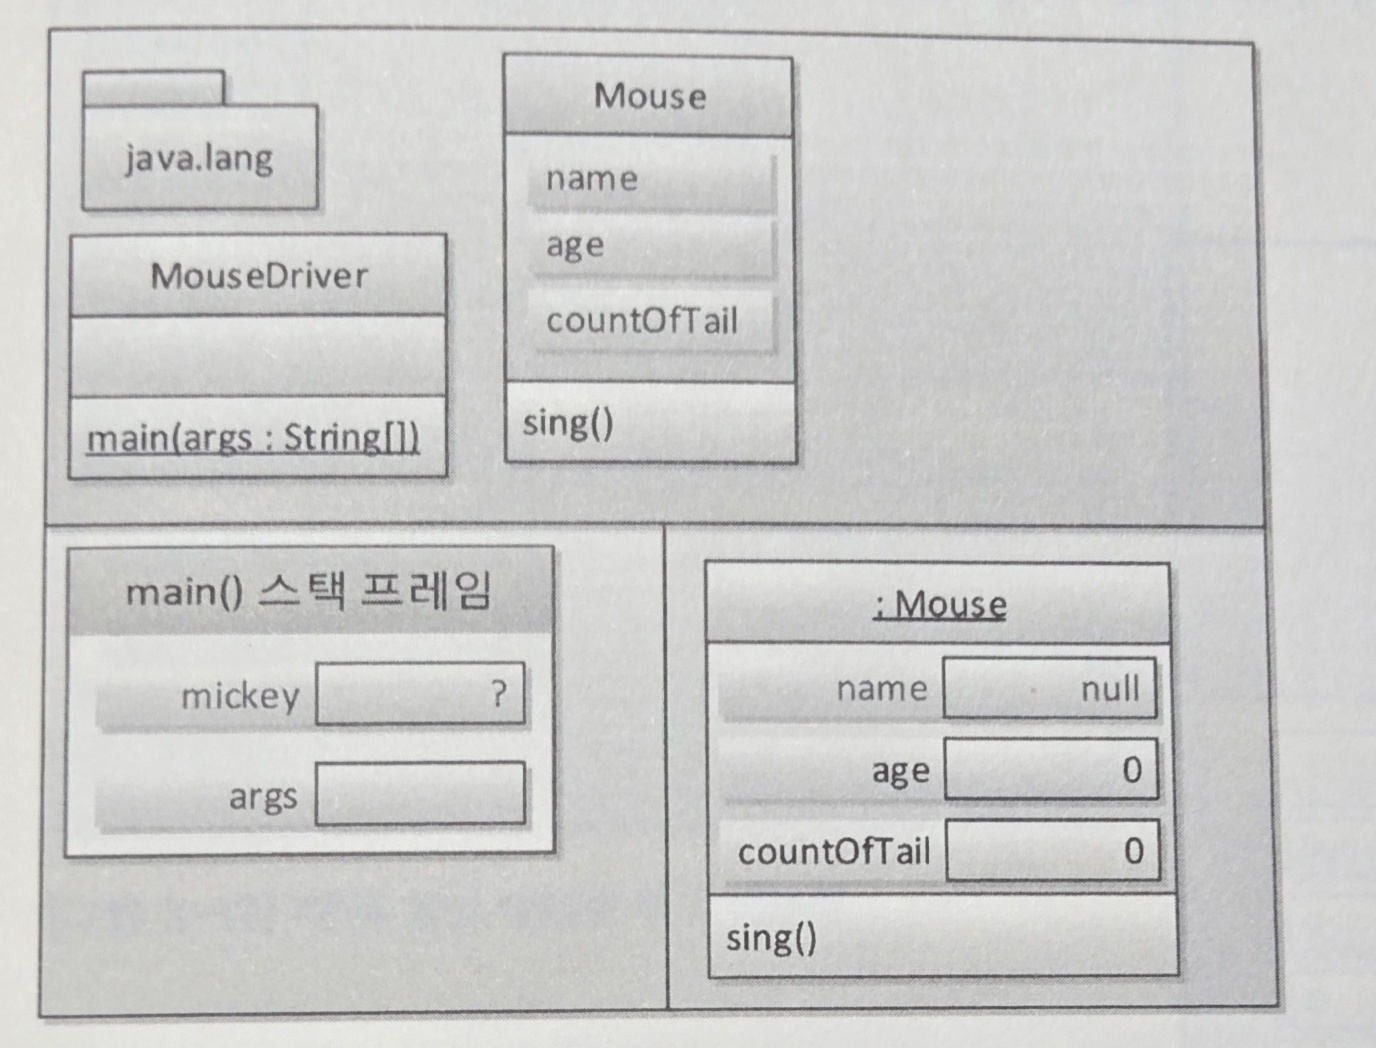 java.lang
MouseDriver
main(args : String[])
Mouse
name
age
countOfTail
sing()
main() 스택 프레임
mickey ?
args
: Mouse
name null
age 0
countOfTail 0
sing()